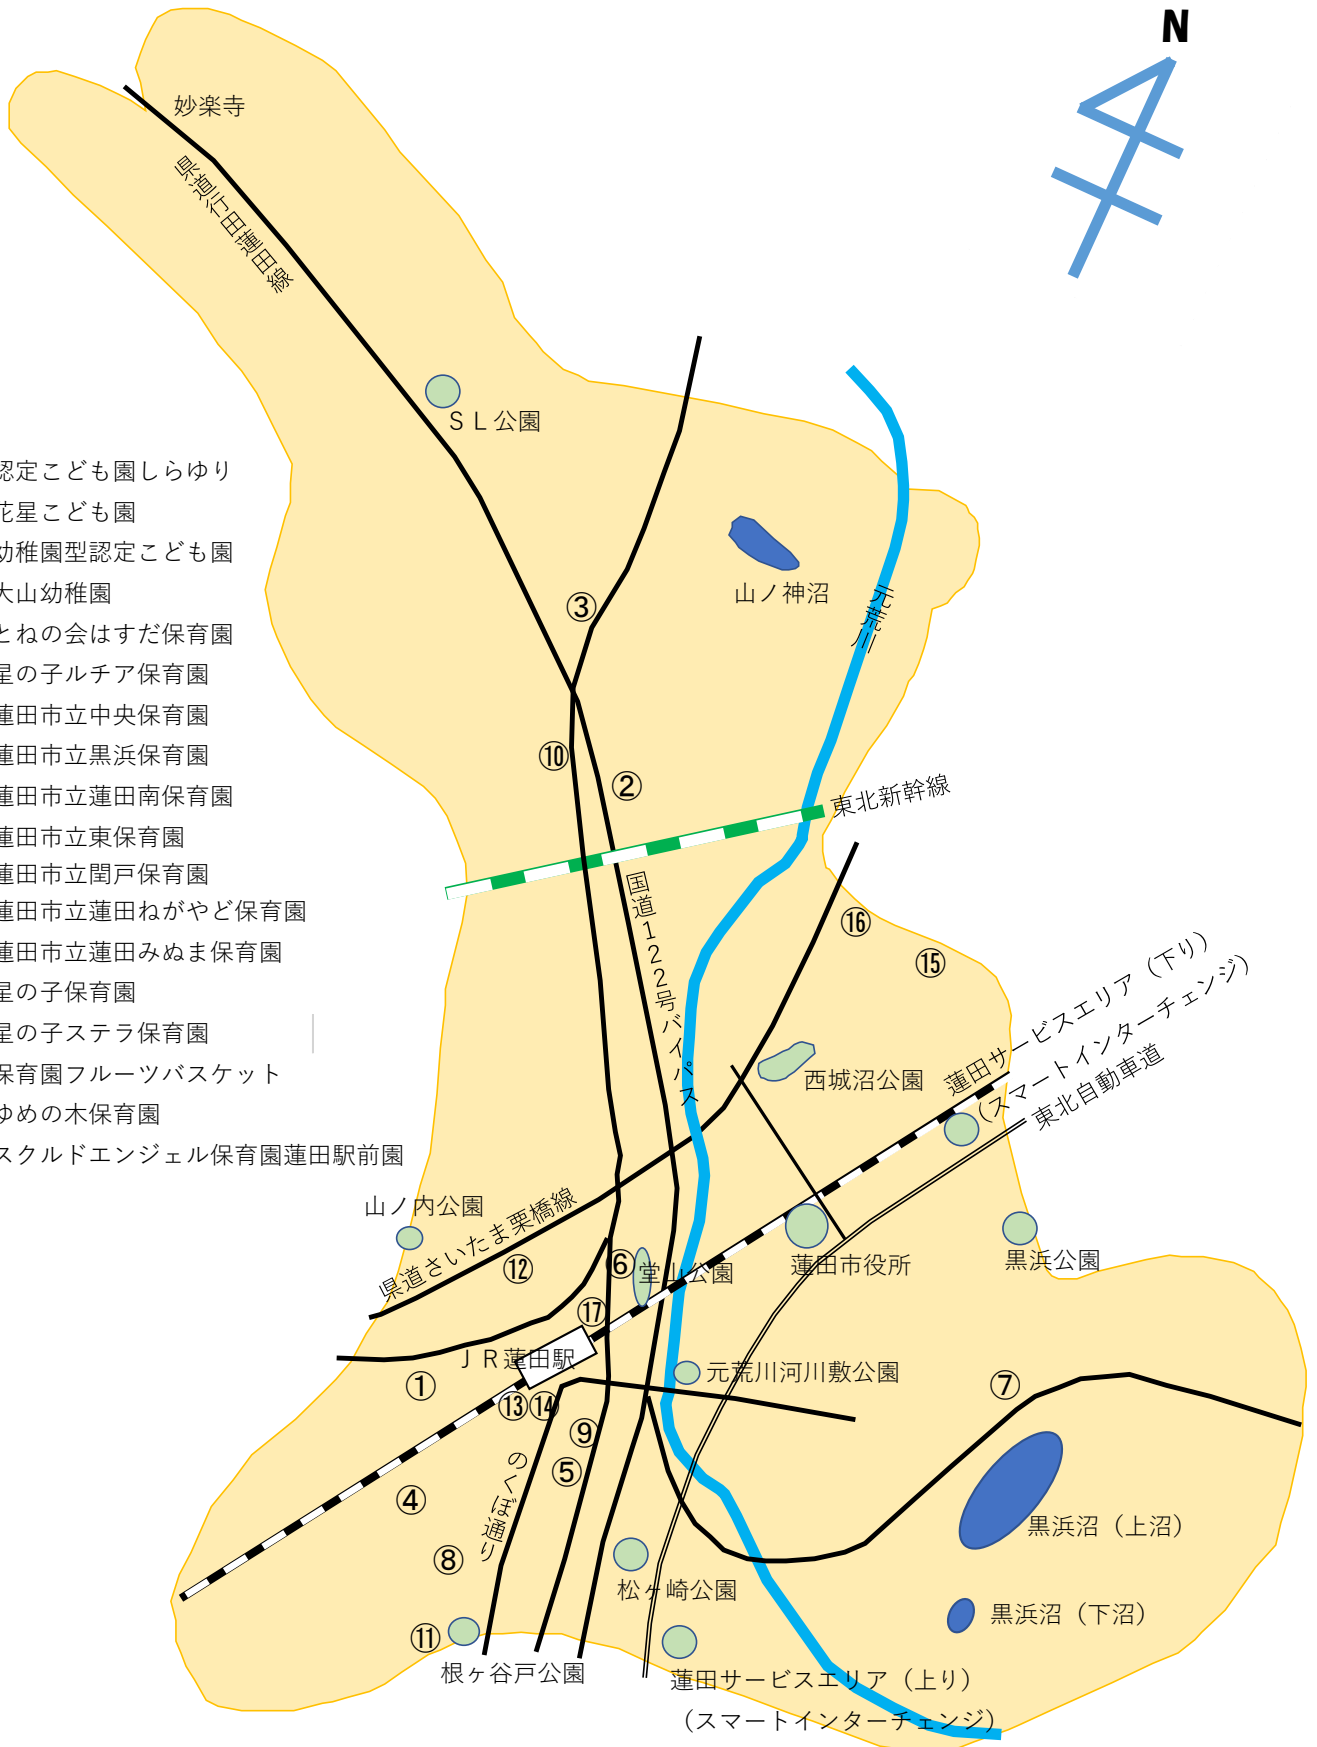 N
妙楽寺
県道行田蓮田線
ＳＬ公園
認定こども園しらゆり
花星こども園
幼稚園型認定こども園
大山幼稚園
とねの会はすだ保育園
星の子ルチア保育園
蓮田市立中央保育園
蓮田市立黒浜保育園
蓮田市立蓮田南保育園
蓮田市立東保育園
蓮田市立閏戸保育園
蓮田市立蓮田ねがやど保育園
蓮田市立蓮田みぬま保育園
星の子保育園
星の子ステラ保育園
保育園フルーツバスケット
ゆめの木保育園
スクルドエンジェル保育園蓮田駅前園
山ノ神沼
元荒川
③
⑩
②
東北新幹線
国道１２２号バイパス
⑯
⑮
蓮田サービスエリア（下り）
（スマートインターチェンジ）
東北自動車道
西城沼公園
山ノ内公園
県道さいたま栗橋線
⑫
⑥
堂山公園
蓮田市役所
黒浜公園
⑰
ＪＲ蓮田駅
元荒川河川敷公園
①
⑬
⑭
⑦
⑨
⑤
のくぼ通り
④
⑧
黒浜沼（上沼）
松ヶ崎公園
黒浜沼（下沼）
⑪
根ヶ谷戸公園
蓮田サービスエリア（上り）
（スマートインターチェンジ）